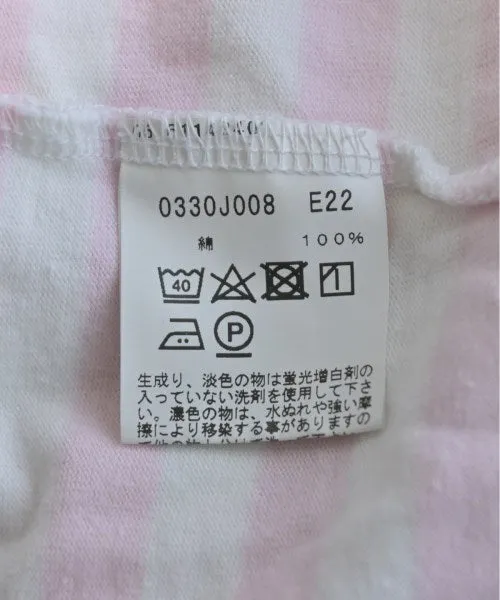 0330J008 E22
綿 100%
40
P
生成り、淡色の物は蛍光増白剤の
入っていない洗剤を使用して下さ
い。濃色の物は、水ぬれや強い摩
擦により移染する事がありますの